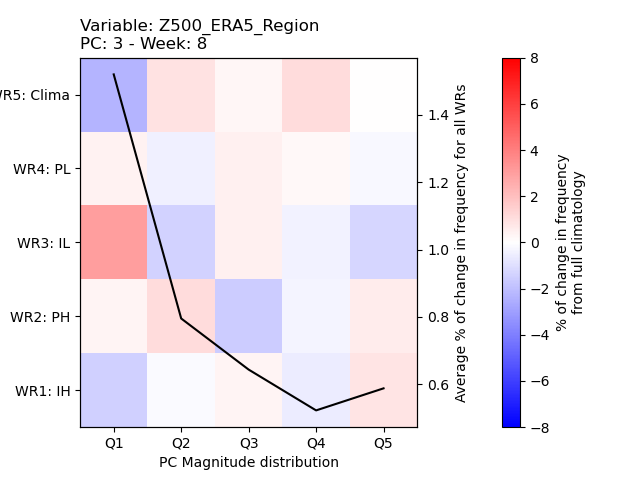 Variable: Z500_ERA5_Region
PC: 3 - Week: 8
WR5: Clima
WR4: PL
WR3: IL
WR2: PH
WR1: IH
Q1 Q2 Q3 Q4 Q5
PC Magnitude distribution
1.4
1.2
1.0
0.8
0.6
Average % of change in frequency for all WRs
8
6
4
2
0
−2
−4
−6
−8
% of change in frequency
from full climatology